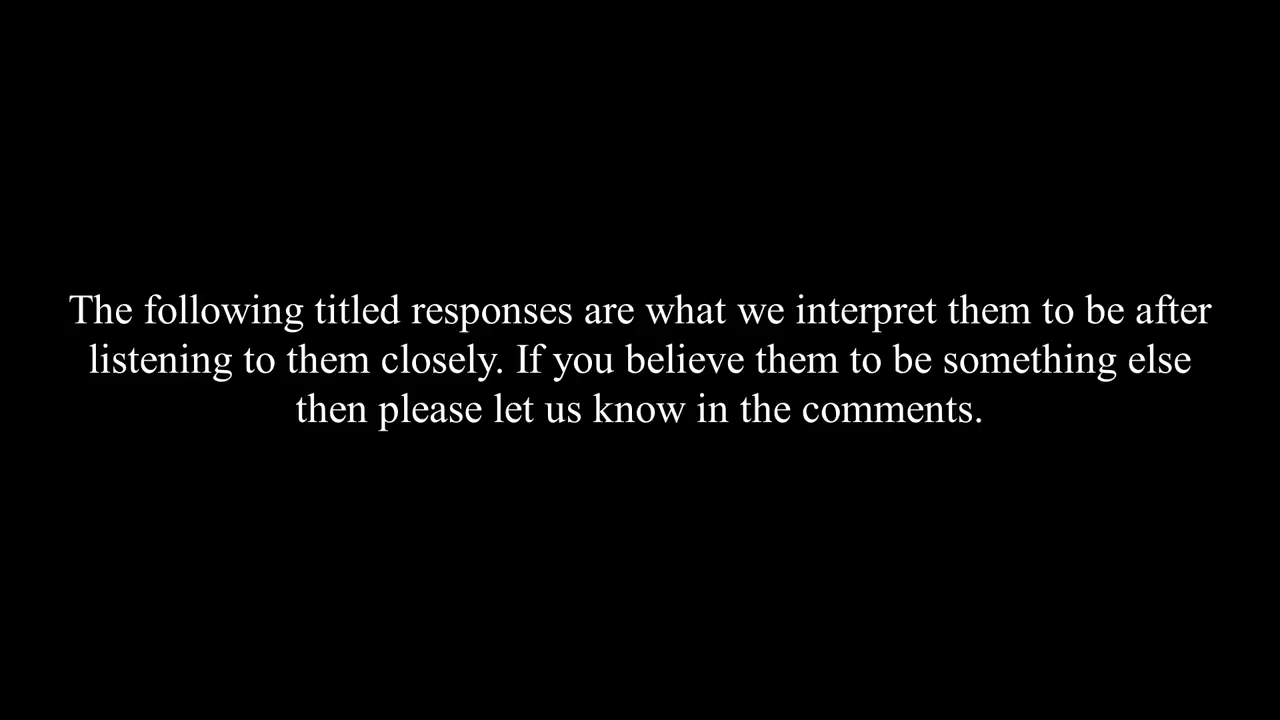 The following titled responses are what we interpret them to be after
listening to them closely. If you believe them to be something else
then please let us know in the comments.